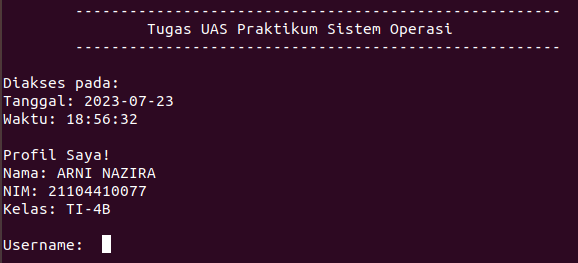 ------------------------------------------------------
Tugas UAS Praktikum Sistem Operasi
------------------------------------------------------
Diakses pada:
Tanggal: 2023-07-23
Waktu: 18:56:32
Profil Saya!
Nama: ARNI NAZIRA
NIM: 21104410077
Kelas: TI-4B
Username: